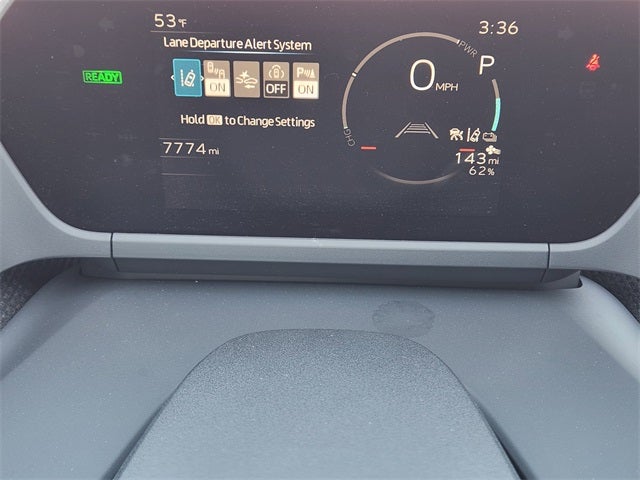 53°F
3:36
Lane Departure Alert System
PWR
READY
P
0 MPH
ON
OFF
P
ON
Hold OK to Change Settings
CHG
7774 mi
143 mi
62%